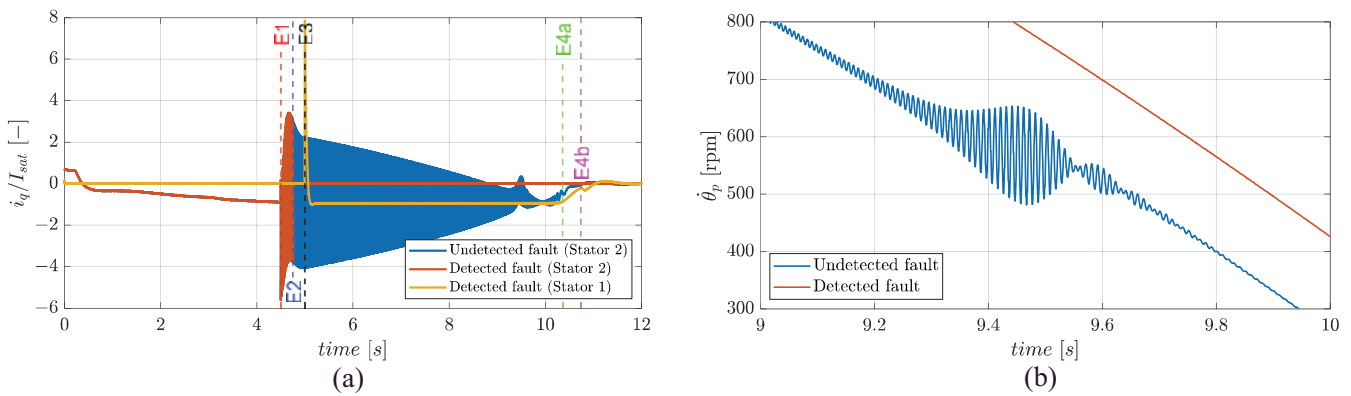 8
6
4
2
0
-2
-4
-6
i_q/I_sat [−]
E1
E2
E3
E4a
E4b
Undetected fault (Stator 2)
Detected fault (Stator 2)
Detected fault (Stator 1)
0 2 4 6 8 10 12
time [s]
(a)
800
700
600
500
400
300
θ̇_p [rpm]
Undetected fault
Detected fault
9 9.2 9.4 9.6 9.8 10
time [s]
(b)